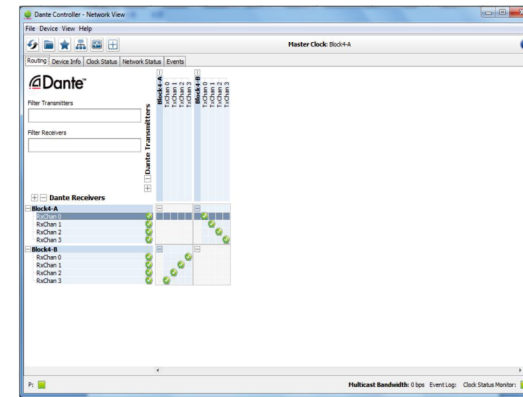 Dante Controller - Network View
File Device View Help
Master Clock: Block4-A
Routing Device Info Clock Status Network Status Events
Dante™
Filter Transmitters
Filter Receivers
Dante Transmitters
Block4-A
TxChan 0
TxChan 1
TxChan 2
TxChan 3
Block4-B
TxChan 0
TxChan 1
TxChan 2
TxChan 3
Dante Receivers
Block4-A
RxChan 0
RxChan 1
RxChan 2
RxChan 3
Block4-B
RxChan 0
RxChan 1
RxChan 2
RxChan 3
P: Multicast Bandwidth: 0 bps Event Log: Clock Status Monitor: